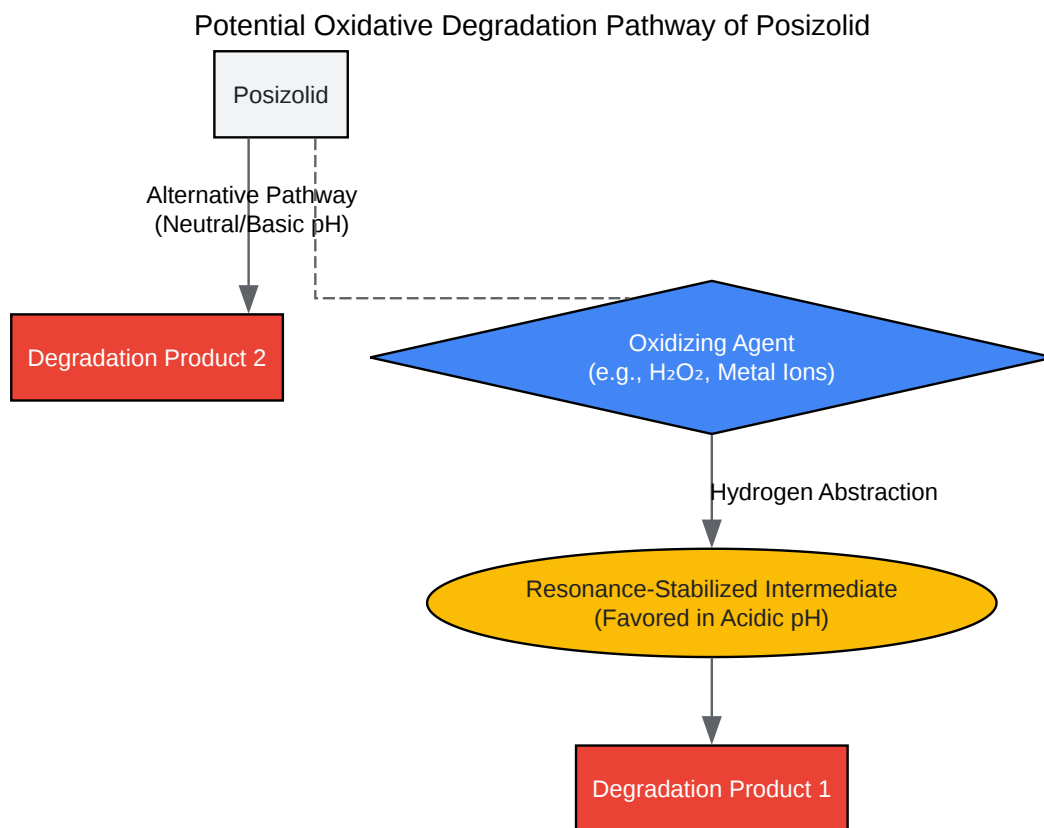 Potential Oxidative Degradation Pathway of Posizolid
Posizolid
Alternative Pathway
(Neutral/Basic pH)
Degradation Product 2
Oxidizing Agent
(e.g., H₂O₂, Metal Ions)
Hydrogen Abstraction
Resonance-Stabilized Intermediate
(Favored in Acidic pH)
Degradation Product 1